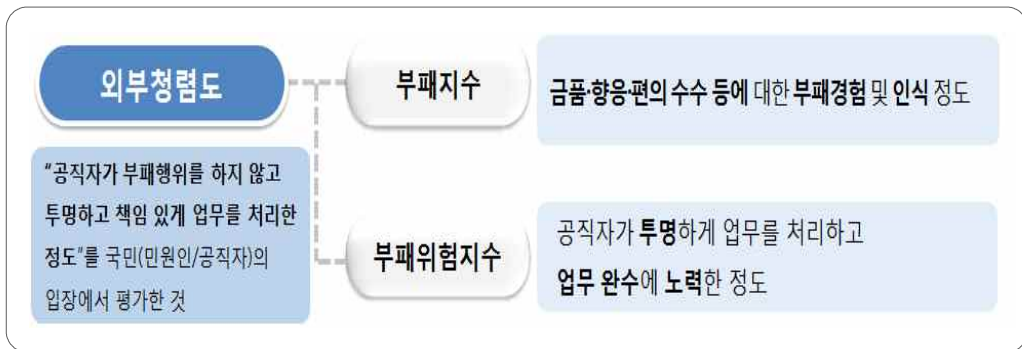 외부청렴도
"공직자가 부패행위를 하지 않고
투명하고 책임 있게 업무를 처리한
정도"를 국민(민원인/공직자)의
입장에서 평가한 것
부패지수
금품·향응·편의 수수 등에 대한 부패경험 및 인식 정도
부패위험지수
공직자가 투명하게 업무를 처리하고
업무 완수에 노력한 정도